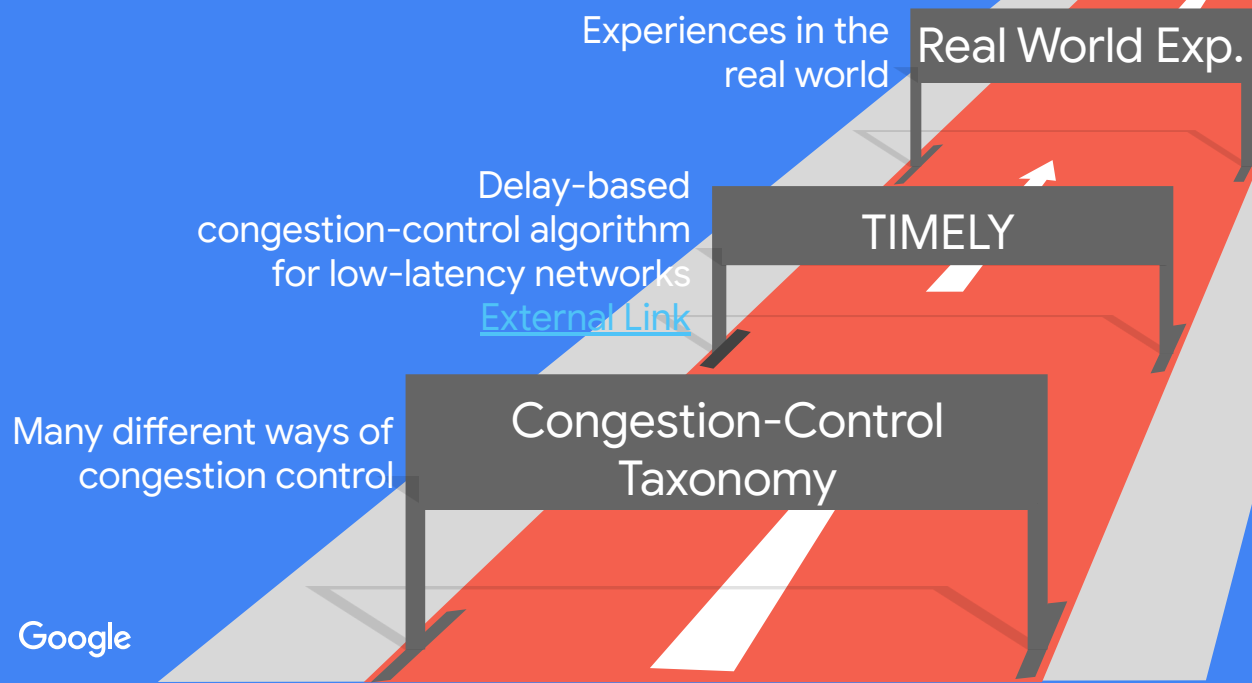 Experiences in the
real world
Real World Exp.
Delay-based
congestion-control algorithm
for low-latency networks
External Link
TIMELY
Many different ways of
congestion control
Congestion-Control
Taxonomy
Google